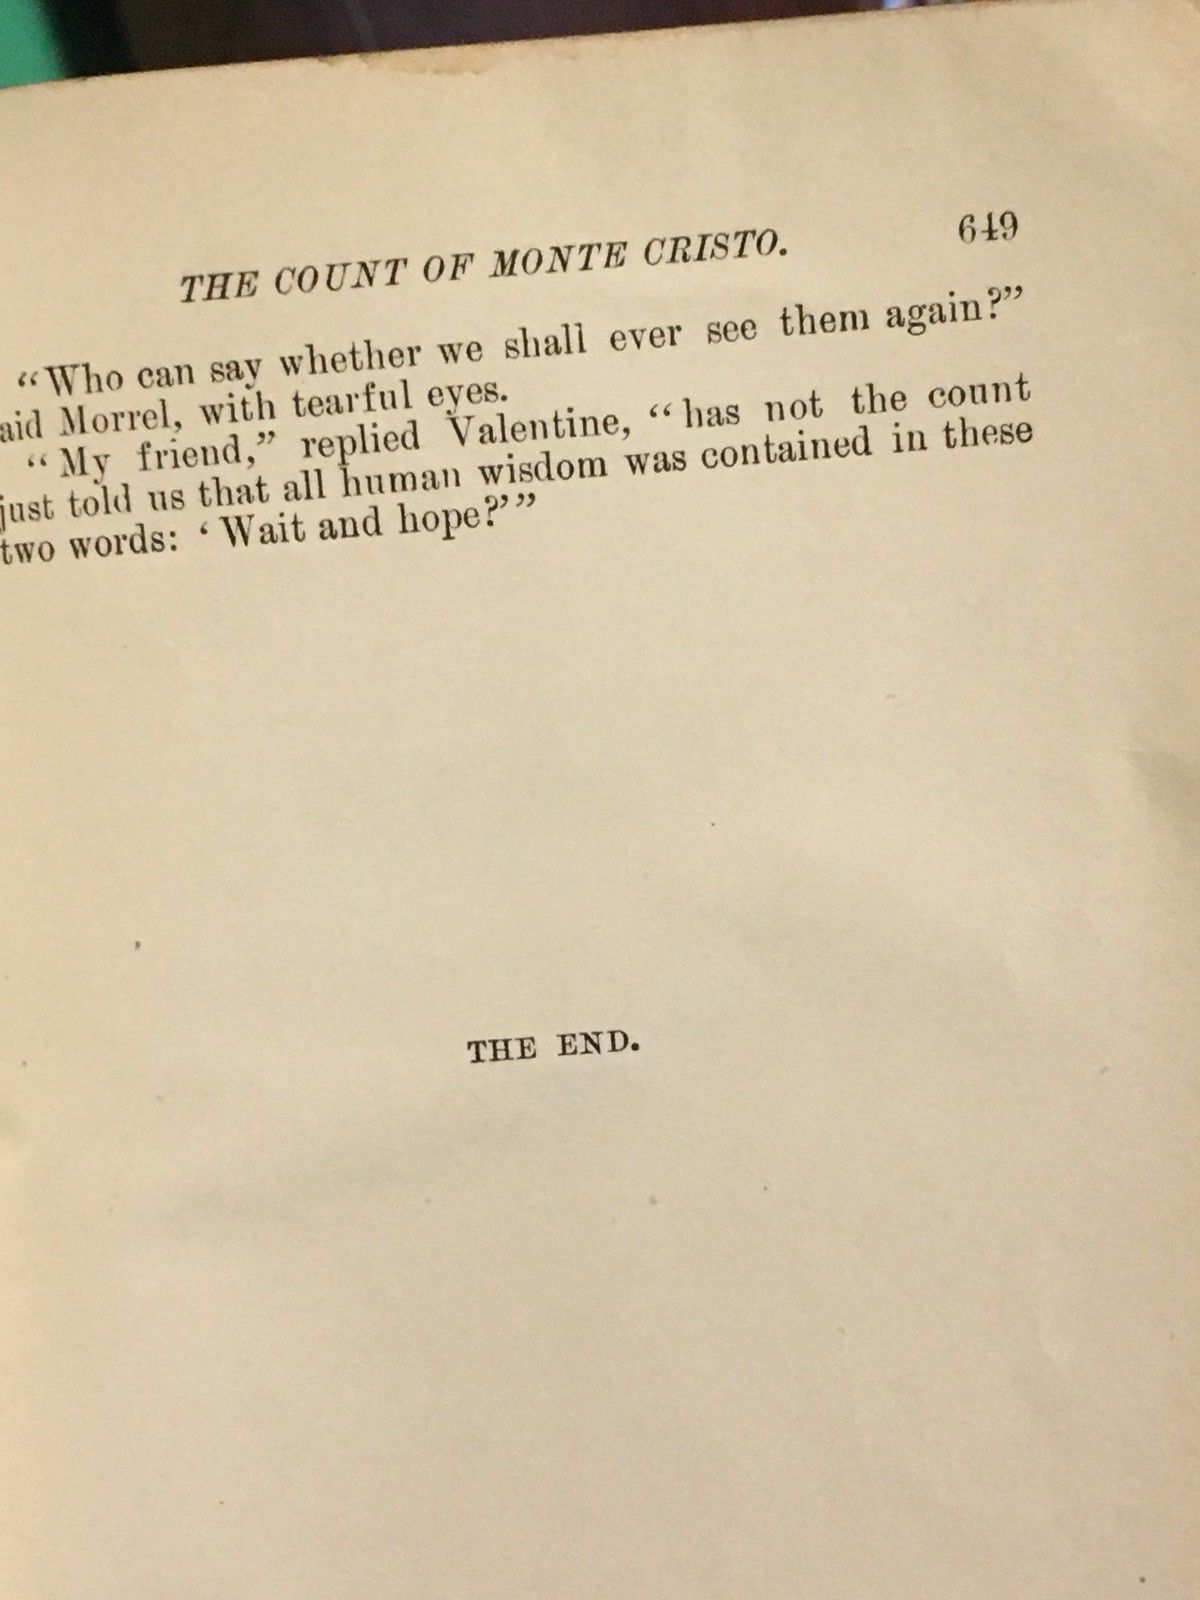 THE COUNT OF MONTE CRISTO. 649
“Who can say whether we shall ever see them again?”
aid Morrel, with tearful eyes.
“My friend,” replied Valentine, “has not the count
just told us that all human wisdom was contained in these
two words: ‘Wait and hope?’”
THE END.